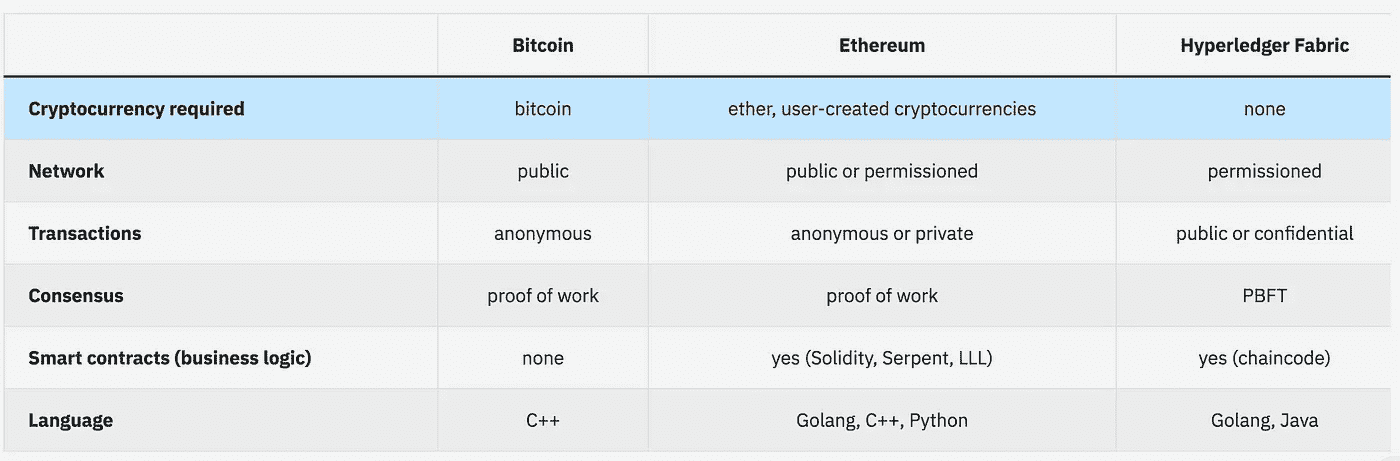 Bitcoin Ethereum Hyperledger Fabric
Cryptocurrency required bitcoin ether, user-created cryptocurrencies none
Network public public or permissioned permissioned
Transactions anonymous anonymous or private public or confidential
Consensus proof of work proof of work PBFT
Smart contracts (business logic) none yes (Solidity, Serpent, LLL) yes (chaincode)
Language C++ Golang, C++, Python Golang, Java